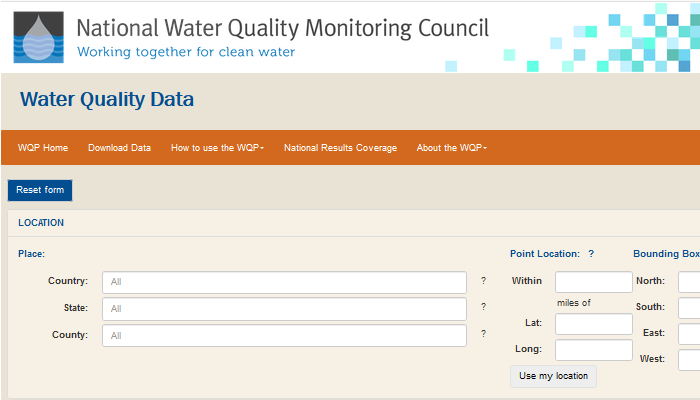 National Water Quality Monitoring Council
Working together for clean water
Water Quality Data
WQP Home Download Data How to use the WQP National Results Coverage About the WQP
Reset form
LOCATION
Place: Point Location: ? Bounding Box
Country: All ? Within North:
miles of
State: All ? South:
Lat:
County: All ? East:
Long:
West:
Use my location